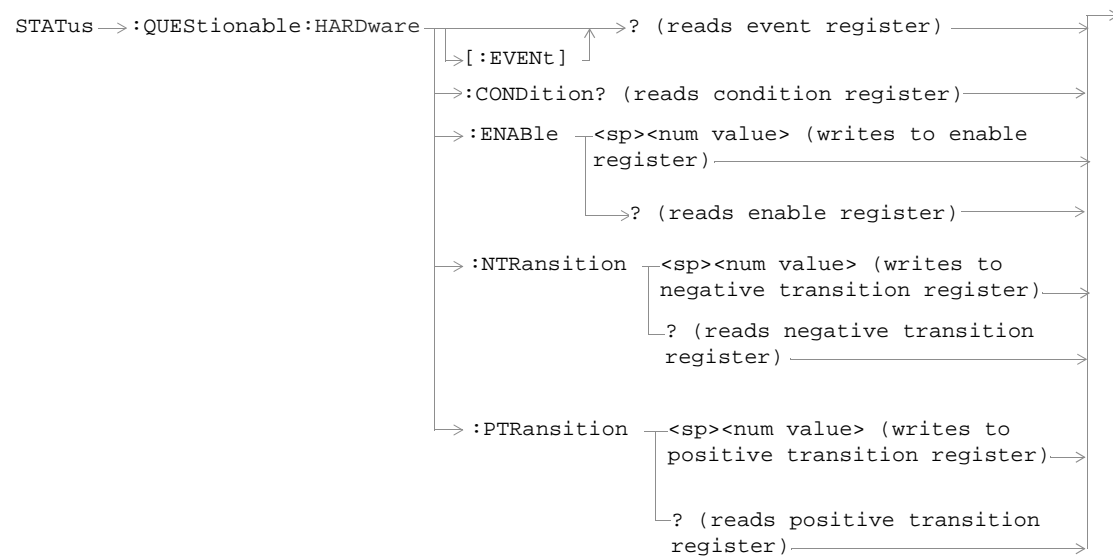 STATus :QUEStionable:HARDware ? (reads event register)
[:EVENt]
:CONDition? (reads condition register)
:ENABle <sp><num value> (writes to enable
register)
? (reads enable register)
:NTRansition <sp><num value> (writes to
negative transition register)
? (reads negative transition
register)
:PTRansition <sp><num value> (writes to
positive transition register)
? (reads positive transition
register)